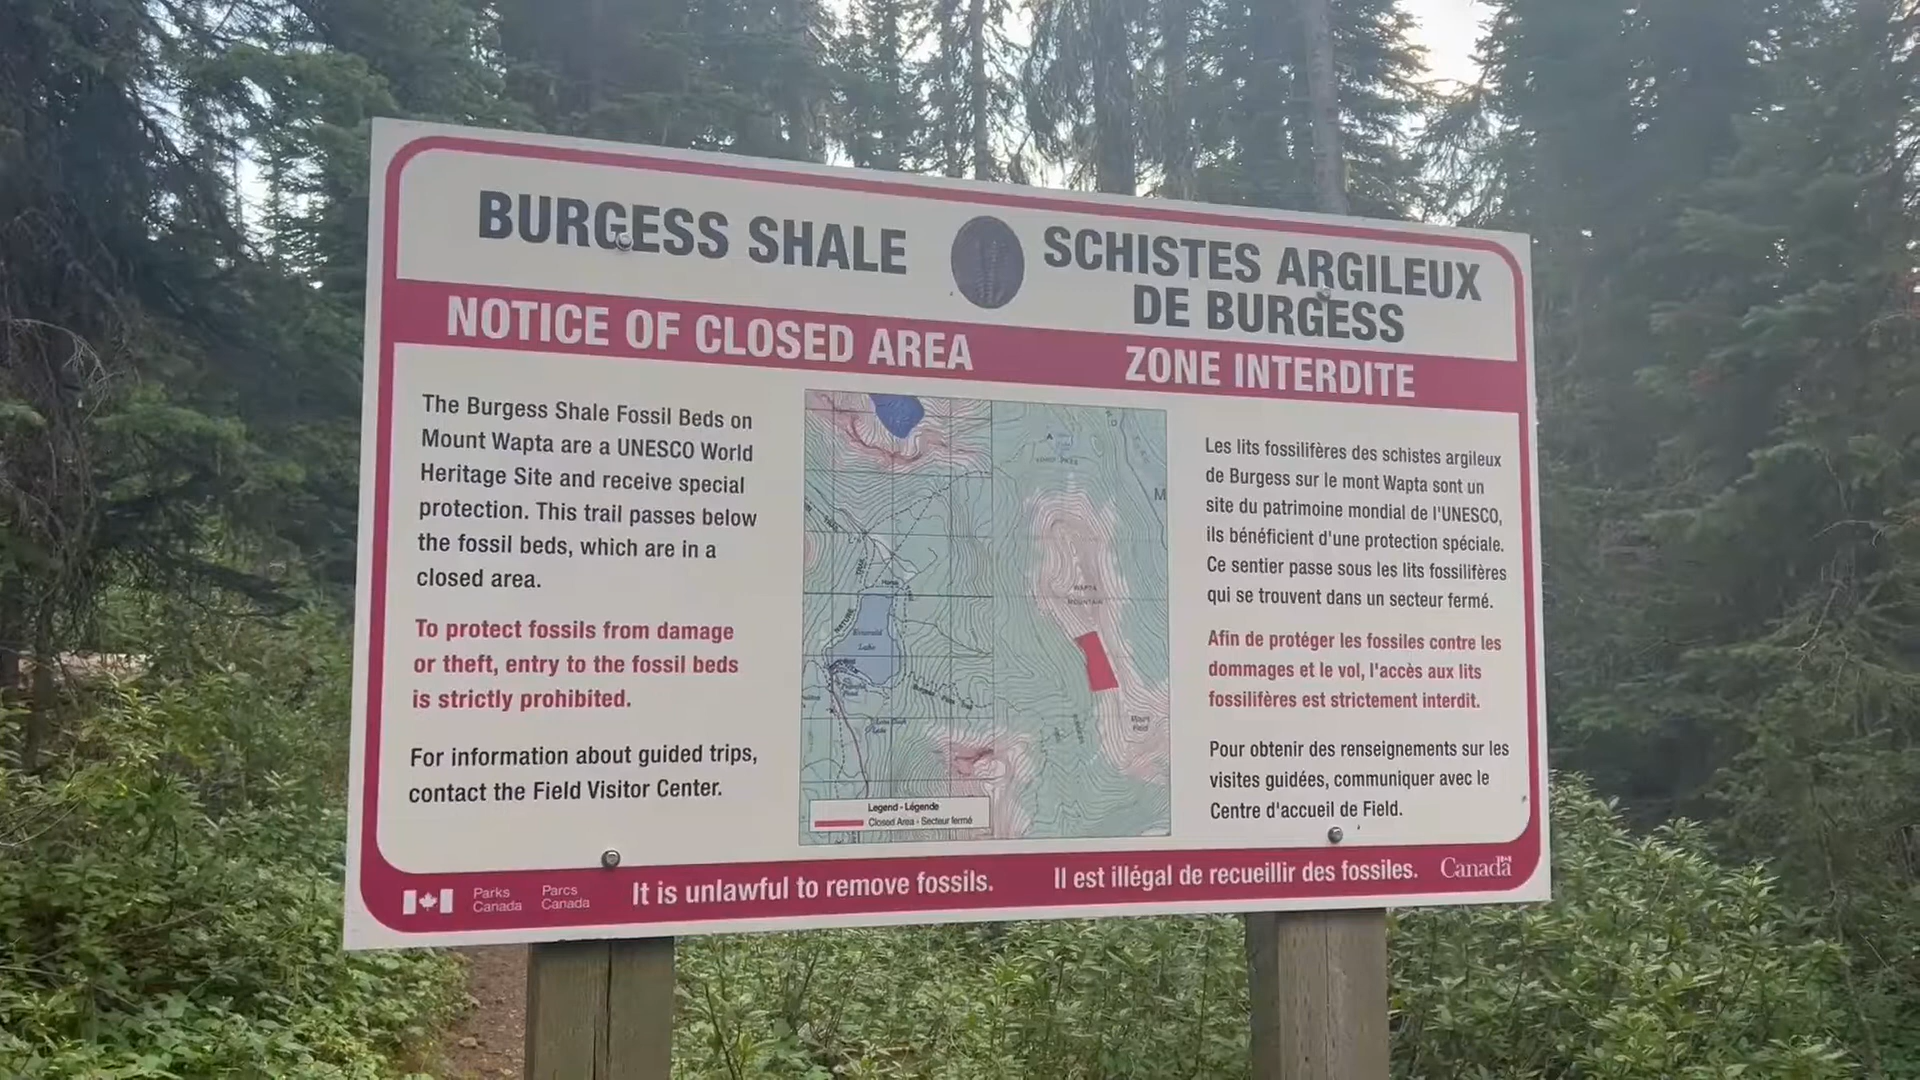 BURGESS SHALE
SCHISTES ARGILEUX
DE BURGESS
NOTICE OF CLOSED AREA
ZONE INTERDITE
The Burgess Shale Fossil Beds on
Mount Wapta are a UNESCO World
Heritage Site and receive special
protection. This trail passes below
the fossil beds, which are in a
closed area.
To protect fossils from damage
or theft, entry to the fossil beds
is strictly prohibited.
For information about guided trips,
contact the Field Visitor Center.
M
WAPTA
MOUNTAIN
NATURE
Emerald
Lake
Mount
Field
Legend - Légende
Closed Area - Secteur fermé
Les lits fossilifères des schistes argileux
de Burgess sur le mont Wapta sont un
site du patrimoine mondial de l'UNESCO,
ils bénéficient d'une protection spéciale.
Ce sentier passe sous les lits fossilifères
qui se trouvent dans un secteur fermé.
Afin de protéger les fossiles contre les
dommages et le vol, l'accès aux lits
fossilifères est strictement interdit.
Pour obtenir des renseignements sur les
visites guidées, communiquer avec le
Centre d'accueil de Field.
Parks
Canada
Parcs
Canada
It is unlawful to remove fossils.
Il est illégal de recueillir des fossiles.
Canada